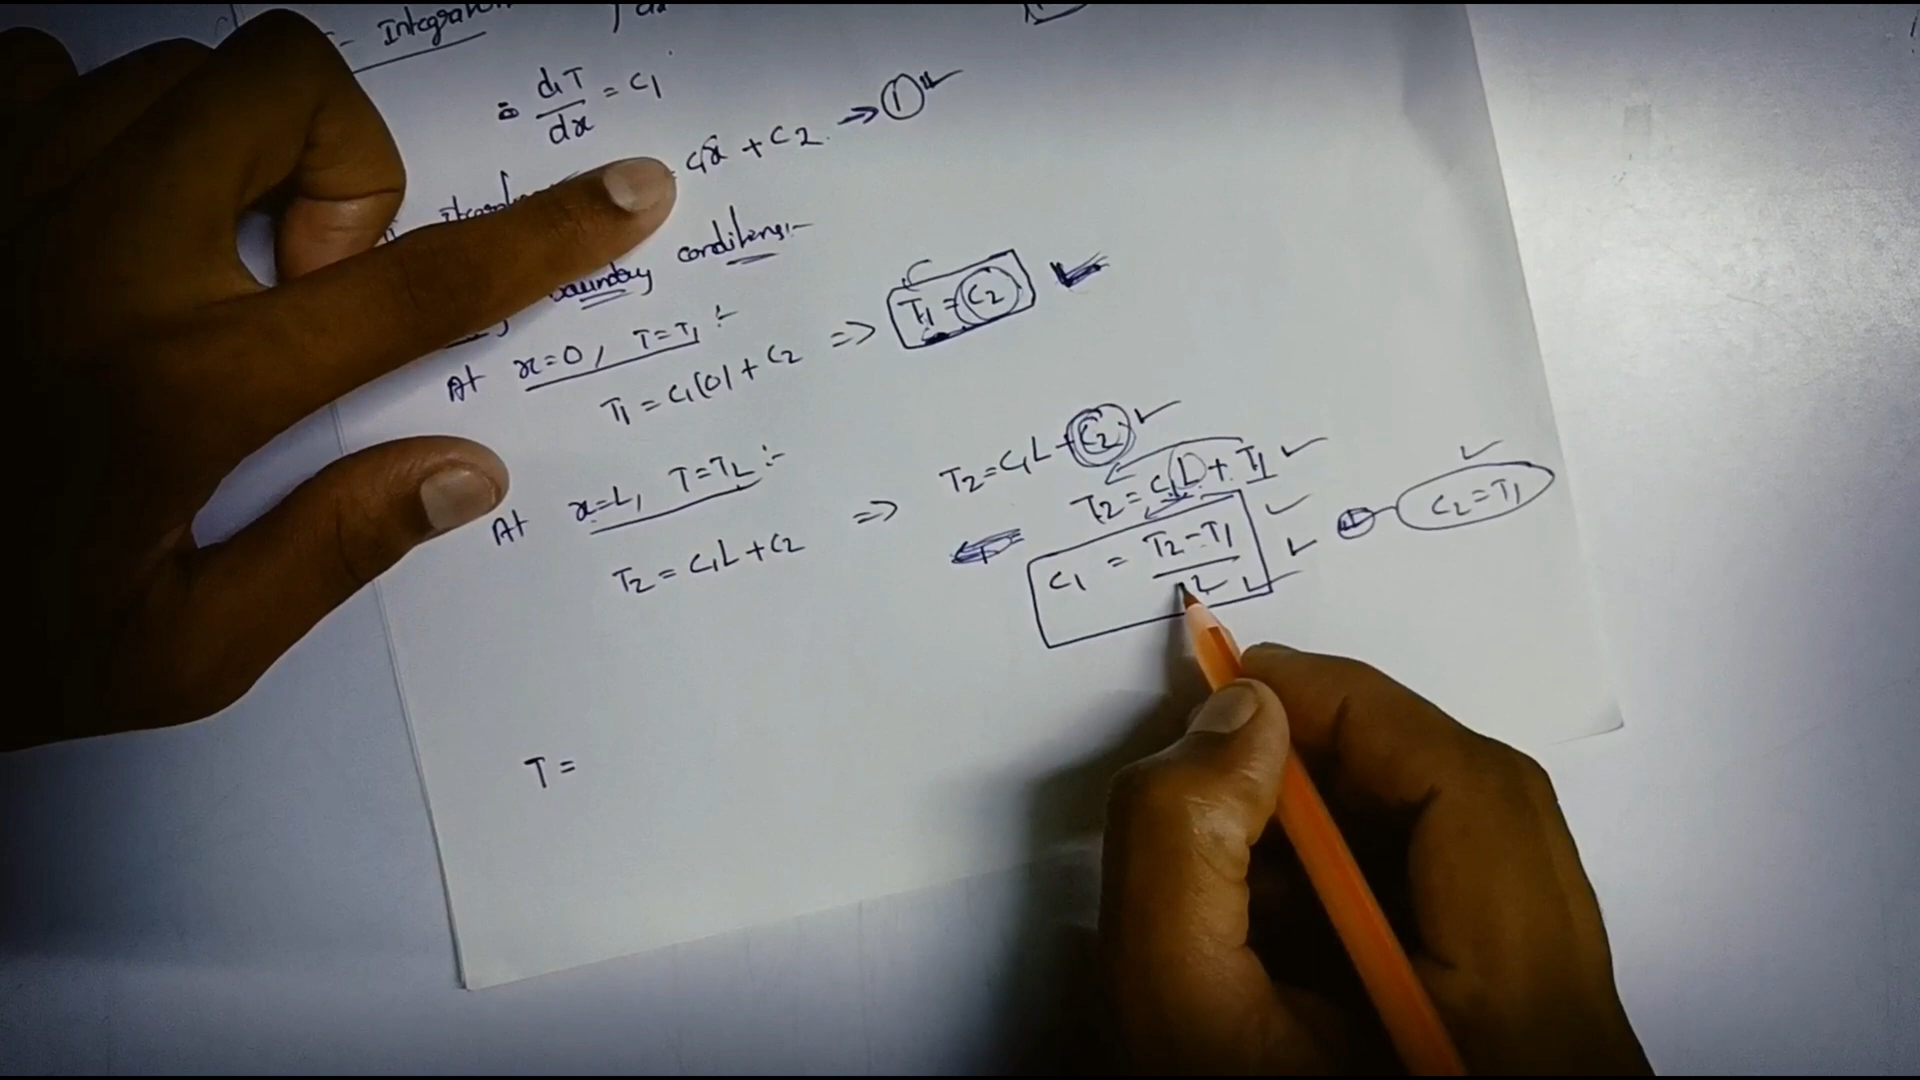 :- Integration
∴ dT/dx = C1
C1x + C2 → ①
boundary conditions:-
At x=0, T=T1 :-
T1 = C1(0) + C2 => T1 = C2
At x=L, T=T2 :-
T2 = C1L + C2 => T2 = C1L + C2
T2 = C1L + T1
C1 = T2 - T1 / L
C2 = T1
T =